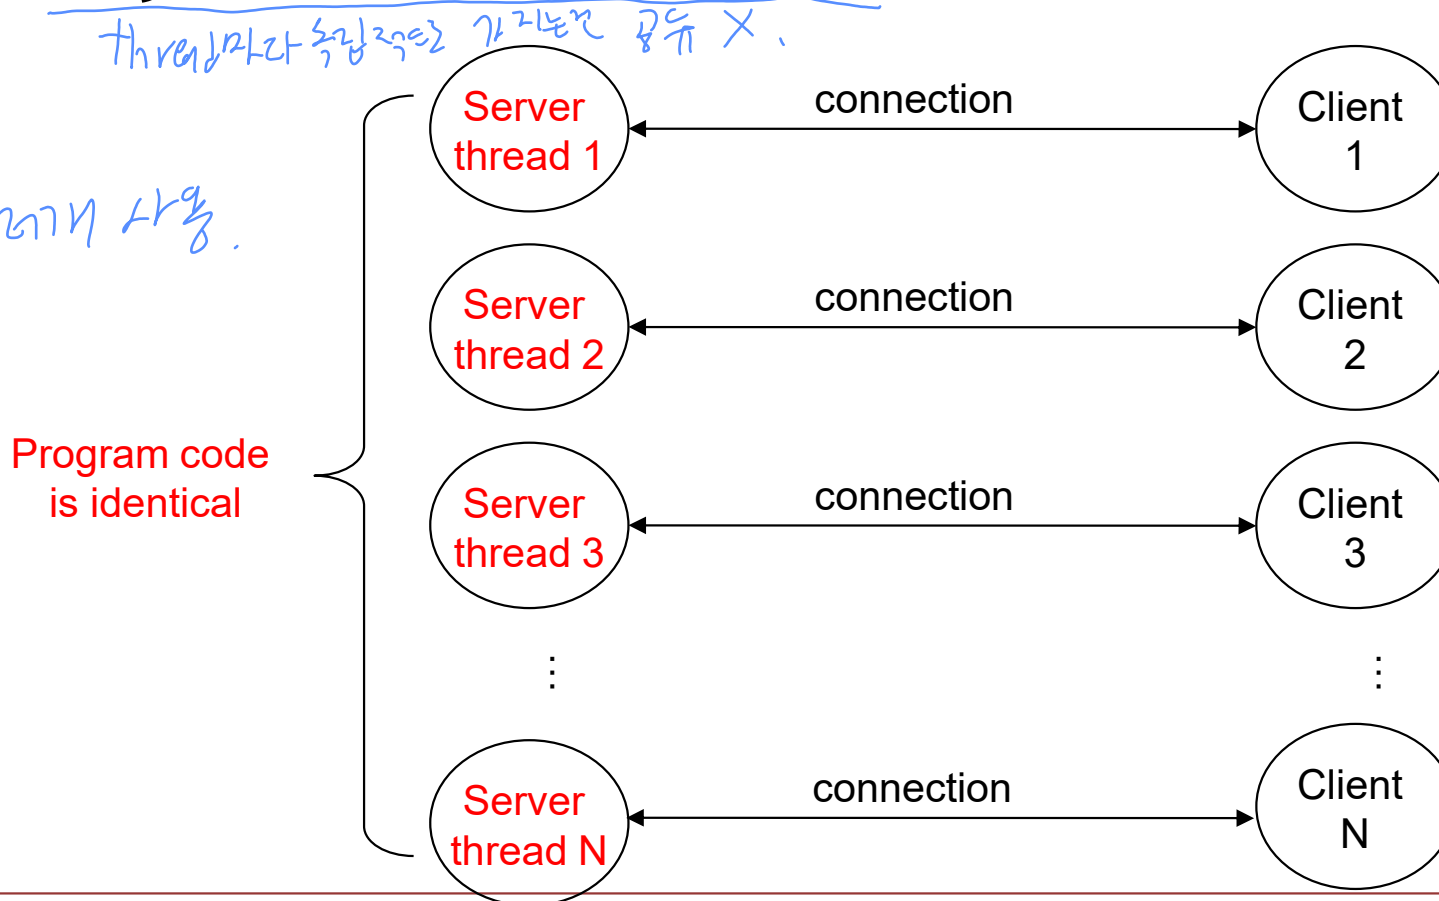 thread마다 독립적으로 가지는건 공유 X.
Server
thread 1
connection
Client
1
개 사용.
Server
thread 2
connection
Client
2
Program code
is identical
Server
thread 3
connection
Client
3
⋮
⋮
Server
thread N
connection
Client
N